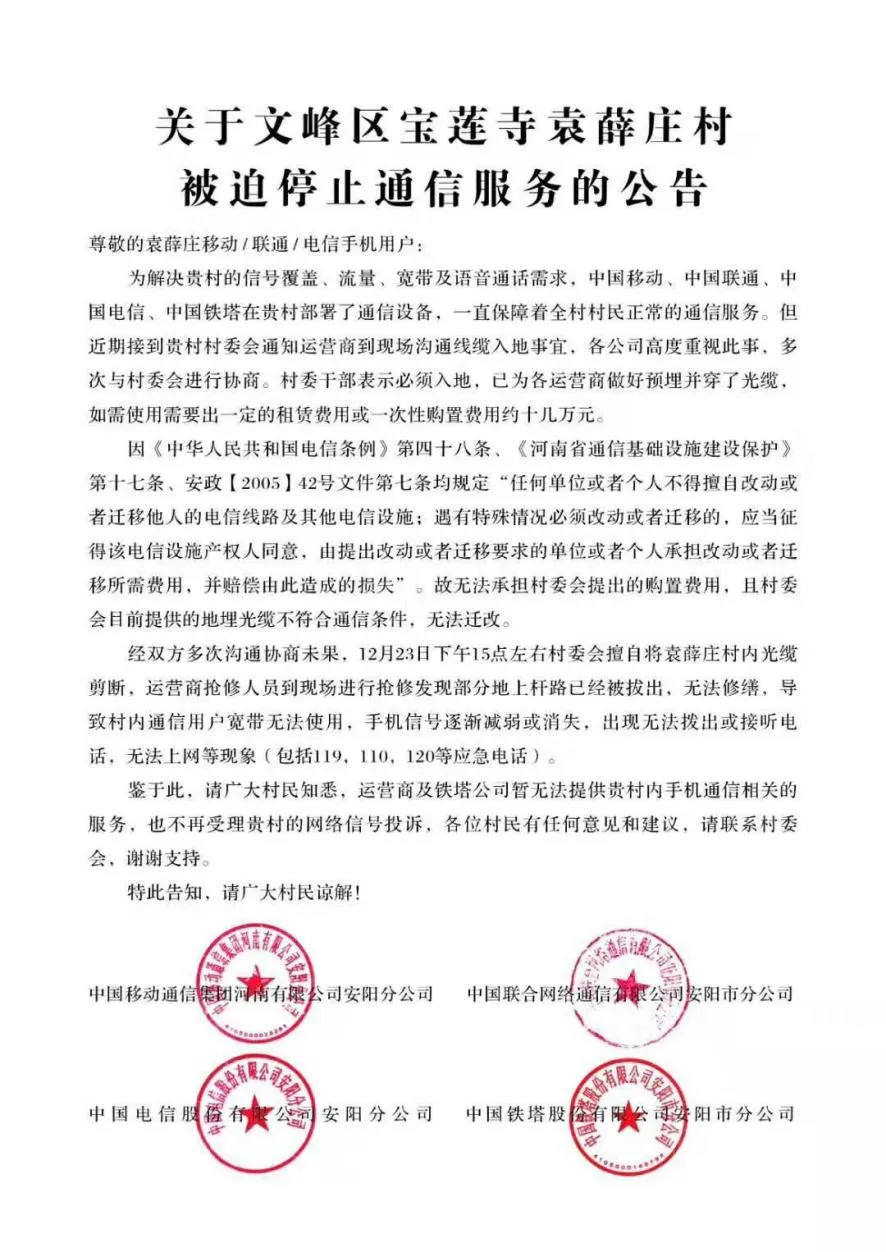 关于文峰区宝莲寺袁薛庄村
被迫停止通信服务的公告
尊敬的袁薛庄移动/联通/电信手机用户：
为解决贵村的信号覆盖、流量、宽带及语音通话需求，中国移动、中国联通、中
国电信、中国铁塔在贵村部署了通信设备，一直保障着全村村民正常的通信服务。但
近期接到贵村村委会通知运营商到现场沟通线缆入地事宜，各公司高度重视此事，多
次与村委会进行协商。村委干部表示必须入地，已为各运营商做好预埋并穿了光缆，
如需使用需要出一定的租赁费用或一次性购置费用约十几万元。
因《中华人民共和国电信条例》第四十八条、《河南省通信基础设施建设保护》
第十七条、安政【2005】42号文件第七条均规定“任何单位或者个人不得擅自改动或
者迁移他人的电信线路及其他电信设施；遇有特殊情况必须改动或者迁移的，应当征
得该电信设施产权人同意，由提出改动或者迁移要求的单位或者个人承担改动或者迁
移所需费用，并赔偿由此造成的损失”。故无法承担村委会提出的购置费用，且村委
会目前提供的地埋光缆不符合通信条件，无法迁改。
经双方多次沟通协商未果，12月23日下午15点左右村委会擅自将袁薛庄村内光缆
剪断，运营商抢修人员到现场进行抢修发现部分地上杆路已经被拔出，无法修缮，导
致村内通信用户宽带无法使用，手机信号逐渐减弱或消失，出现无法拨出或接听电
话，无法上网等现象（包括119，110，120等应急电话）。
鉴于此，请广大村民知悉，运营商及铁塔公司暂无法提供贵村内手机通信相关的
服务，也不再受理贵村的网络信号投诉，各位村民有任何意见和建议，请联系村委
会，谢谢支持。
特此告知，请广大村民谅解！
中国移动通信集团河南有限公司安阳分公司
中国联合网络通信有限公司安阳市分公司
中国电信股份有限公司安阳分公司
中国铁塔股份有限公司安阳市分公司